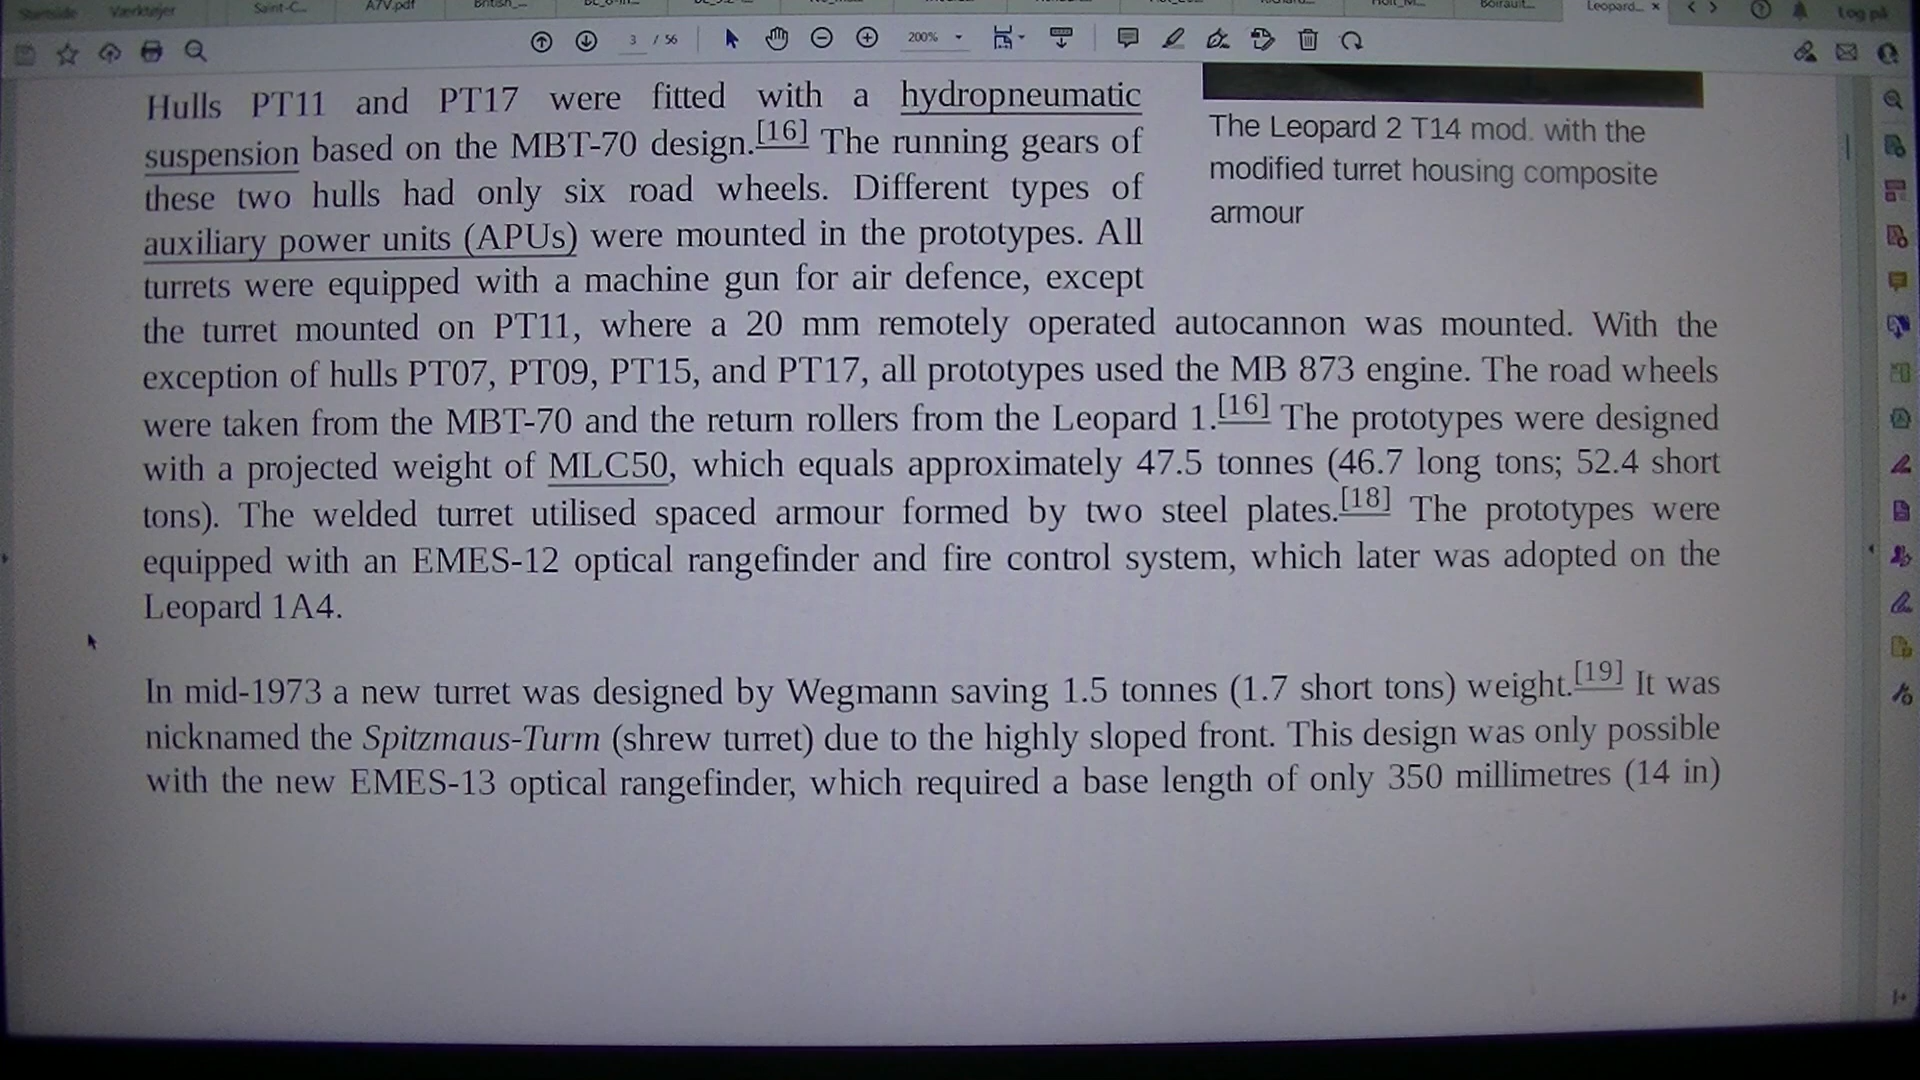 Startside Værktøjer Saint-C... A7V.pdf British_... Leopard... × Log på
3 / 56 200%
Hulls PT11 and PT17 were fitted with a hydropneumatic
suspension based on the MBT-70 design.[16] The running gears of
these two hulls had only six road wheels. Different types of
auxiliary power units (APUs) were mounted in the prototypes. All
turrets were equipped with a machine gun for air defence, except
the turret mounted on PT11, where a 20 mm remotely operated autocannon was mounted. With the
exception of hulls PT07, PT09, PT15, and PT17, all prototypes used the MB 873 engine. The road wheels
were taken from the MBT-70 and the return rollers from the Leopard 1.[16] The prototypes were designed
with a projected weight of MLC50, which equals approximately 47.5 tonnes (46.7 long tons; 52.4 short
tons). The welded turret utilised spaced armour formed by two steel plates.[18] The prototypes were
equipped with an EMES-12 optical rangefinder and fire control system, which later was adopted on the
Leopard 1A4.
The Leopard 2 T14 mod. with the
modified turret housing composite
armour
In mid-1973 a new turret was designed by Wegmann saving 1.5 tonnes (1.7 short tons) weight.[19] It was
nicknamed the Spitzmaus-Turm (shrew turret) due to the highly sloped front. This design was only possible
with the new EMES-13 optical rangefinder, which required a base length of only 350 millimetres (14 in)